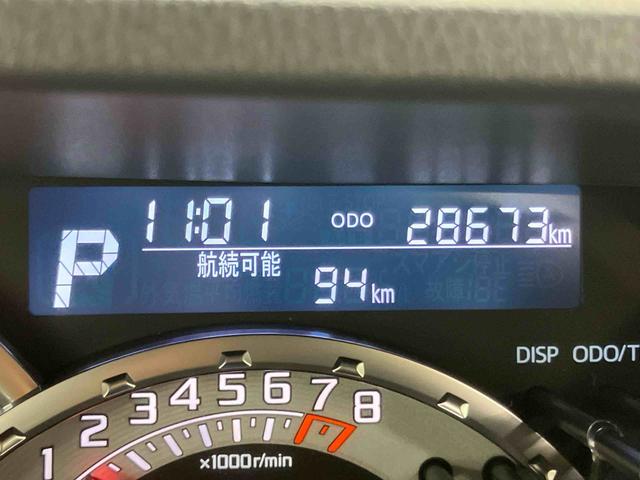 P 11:01 ODO 28673km
航続可能 94km
DISP ODO/T
1 2 3 4 5 6 7 8
x1000r/min